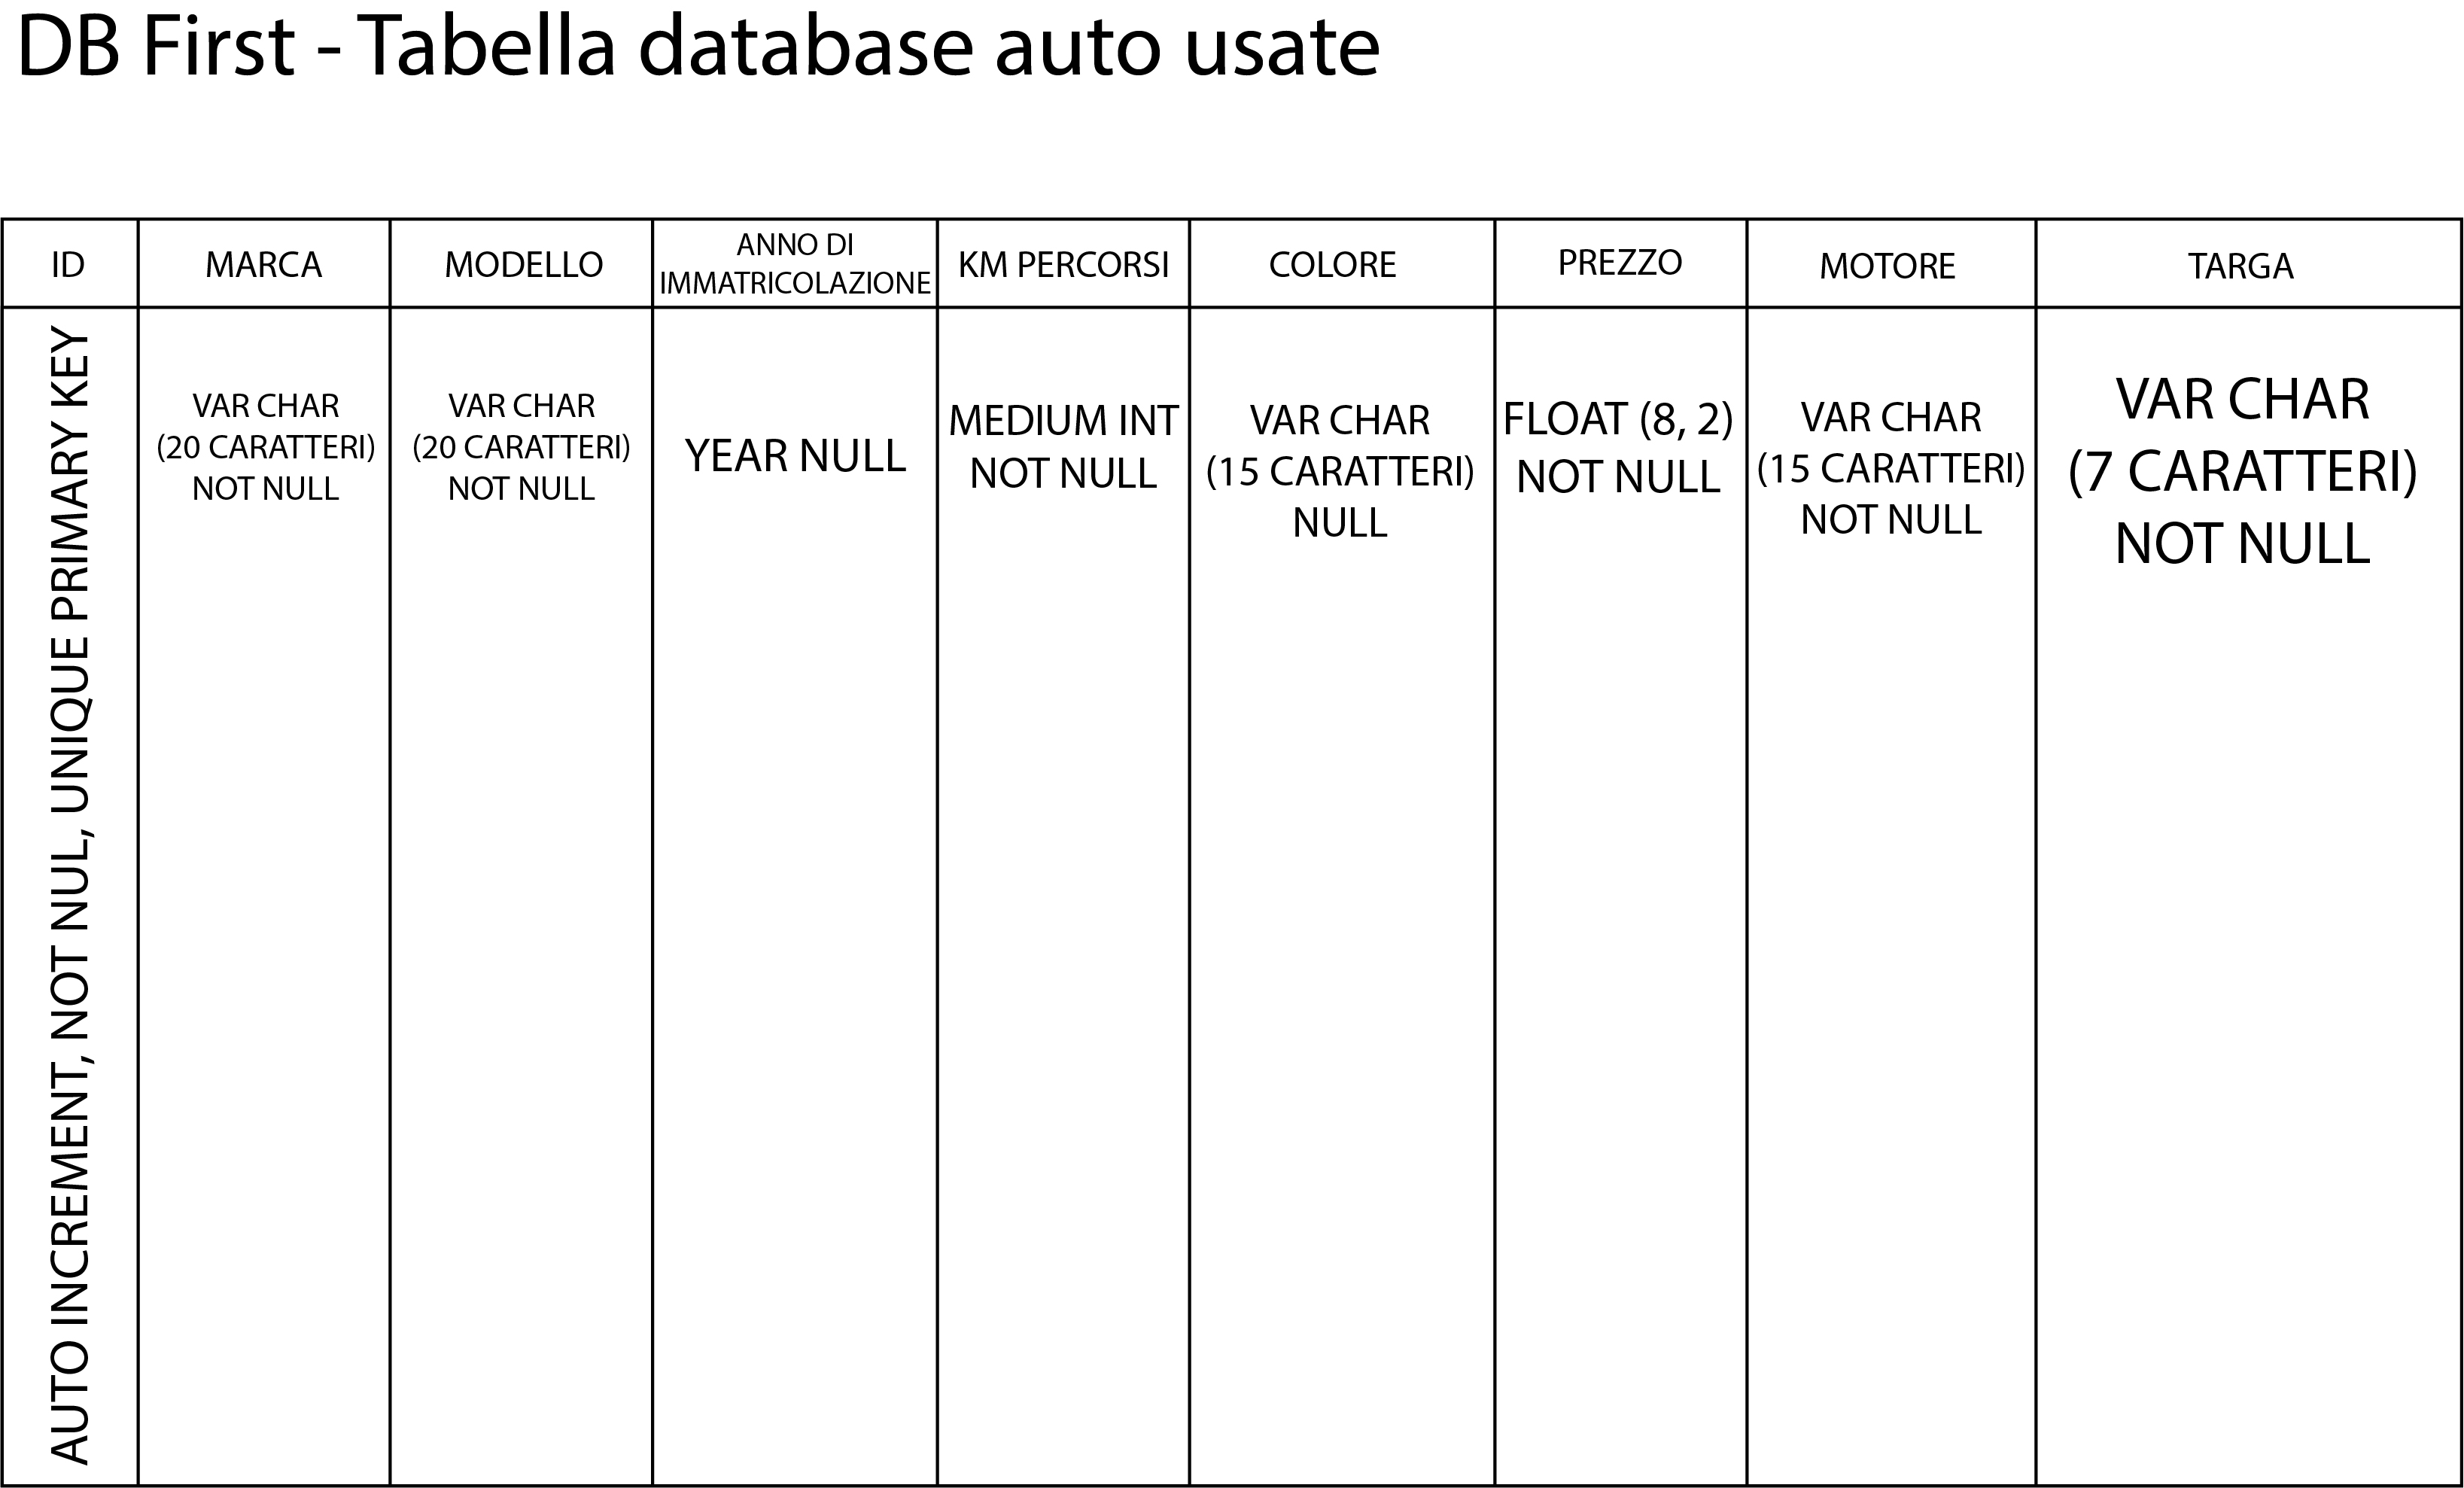 DB First - Tabella database auto usate
ID
MARCA
MODELLO
ANNO DI
IMMATRICOLAZIONE
KM PERCORSI
COLORE
PREZZO
MOTORE
TARGA
AUTO INCREMENT, NOT NUL, UNIQUE PRIMARY KEY
VAR CHAR
(20 CARATTERI)
NOT NULL
VAR CHAR
(20 CARATTERI)
NOT NULL
YEAR NULL
MEDIUM INT
NOT NULL
VAR CHAR
(15 CARATTERI)
NULL
FLOAT (8, 2)
NOT NULL
VAR CHAR
(15 CARATTERI)
NOT NULL
VAR CHAR
(7 CARATTERI)
NOT NULL